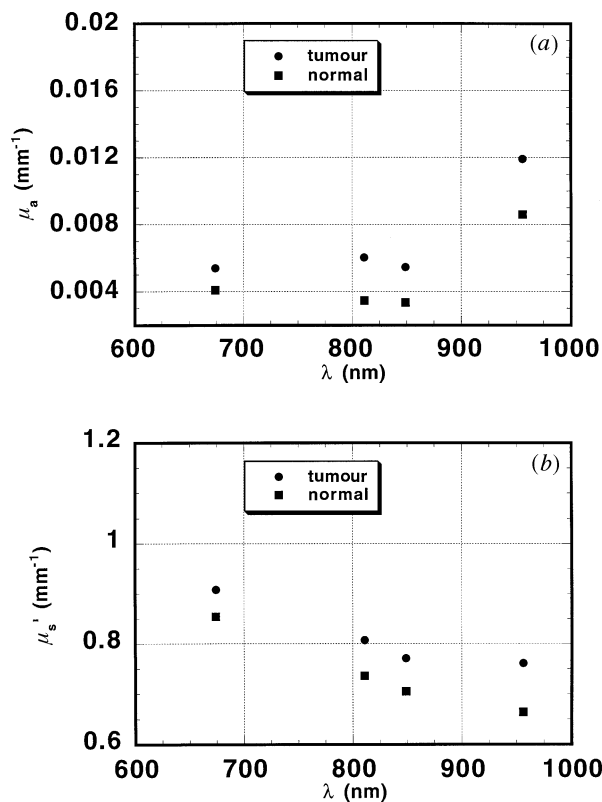 0.02
(a)
tumour
normal
0.016
0.012
0.008
0.004
μa (mm-1)
600 700 800 900 1000
λ (nm)
1.2
(b)
tumour
normal
1
0.8
0.6
μs' (mm-1)
600 700 800 900 1000
λ (nm)